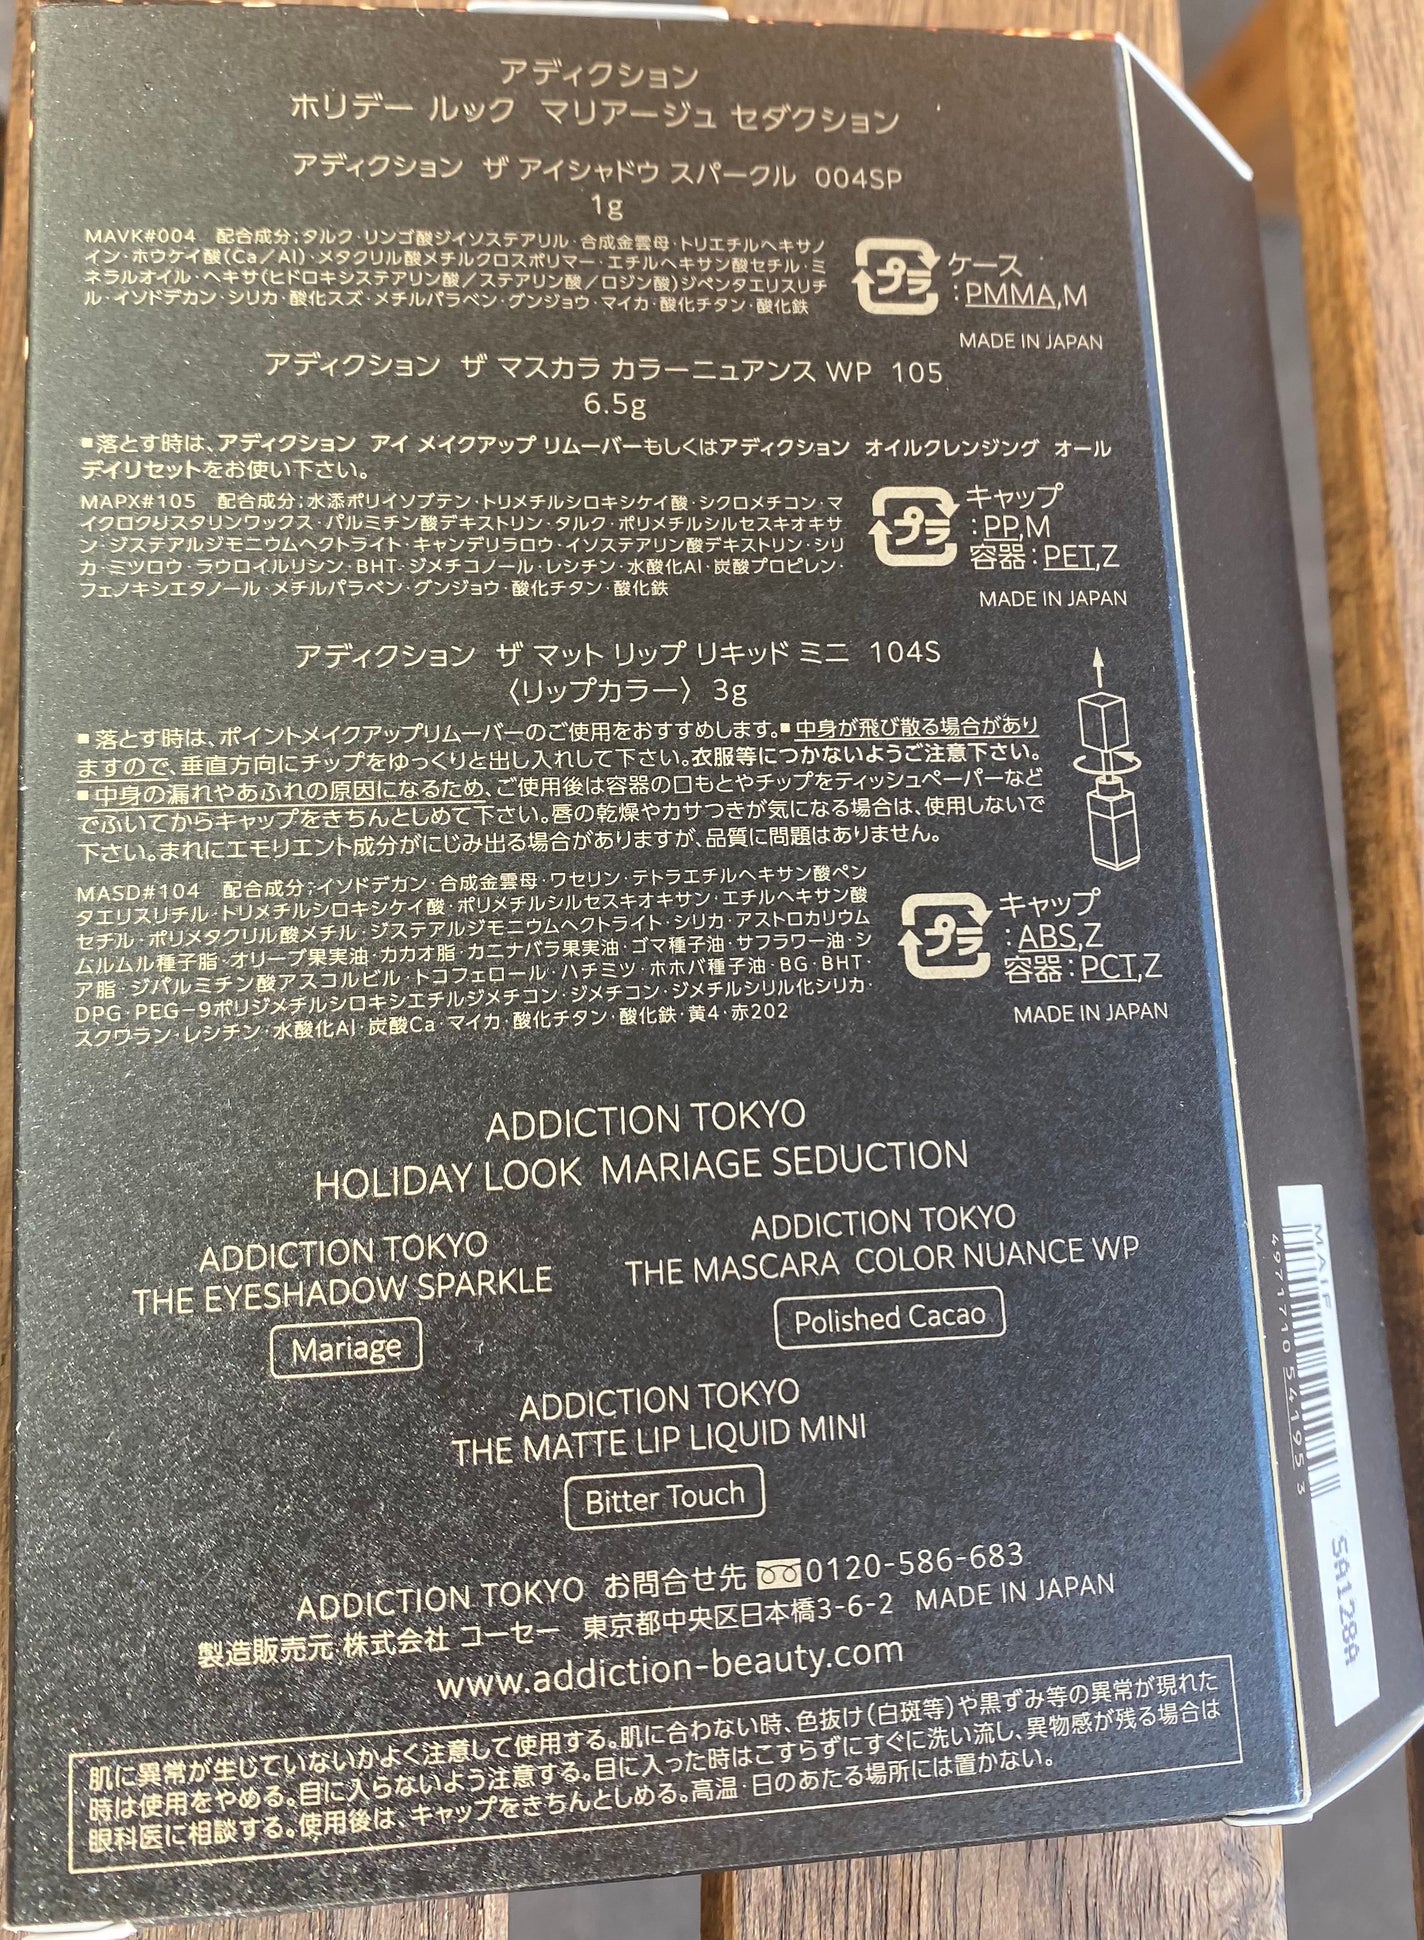 アディクション
ホリデー ルック マリアージュ セダクション
アディクション ザ アイシャドウ スパークル 004SP
1g
MAVK#004 配合成分;タルク・リンゴ酸ジイソステアリル・合成金雲母・トリエチルヘキサノ
イン・ホウケイ酸(Ca/Al)・メタクリル酸メチルクロスポリマー・エチルヘキサン酸セチル・ミ
ネラルオイル・ヘキサ(ヒドロキシステアリン酸/ステアリン酸/ロジン酸)ジペンタエリスリチ
ル・イソドデカン・シリカ・酸化スズ・メチルパラベン・グンジョウ・マイカ・酸化チタン・酸化鉄
プラ
ケース
:PMMA,M
MADE IN JAPAN
アディクション ザ マスカラ カラーニュアンス WP 105
6.5g
■落とす時は、アディクション アイ メイクアップ リムーバーもしくはアディクション オイルクレンジング オール
デイリセットをお使い下さい。
MAPX#105 配合成分;水添ポリイソブテン・トリメチルシロキシケイ酸・シクロメチコン・マ
イクロクリスタリンワックス・パルミチン酸デキストリン・タルク・ポリメチルシルセスキオキサ
ン・ジステアルジモニウムヘクトライト・キャンデリラロウ・イソステアリン酸デキストリン・シリ
カ・ミツロウ・ラウロイルリシン・BHT・ジメチコノール・レシチン・水酸化Al・炭酸プロピレン・
フェノキシエタノール・メチルパラベン・グンジョウ・酸化チタン・酸化鉄
プラ
キャップ
:PP,M
容器:PET,Z
MADE IN JAPAN
アディクション ザ マット リップ リキッド ミニ 104S
〈リップカラー〉 3g
■落とす時は、ポイントメイクアップリムーバーのご使用をおすすめします。■中身が飛び散る場合があり
ますので、垂直方向にチップをゆっくりと出し入れして下さい。衣服等につかないようご注意下さい。
■中身の漏れやあふれの原因になるため、ご使用後は容器の口もとやチップをティッシュペーパーなど
でふいてからキャップをきちんとしめて下さい。唇の乾燥やカサつきが気になる場合は、使用しないで
下さい。まれにエモリエント成分がにじみ出る場合がありますが、品質に問題はありません。
MASD#104 配合成分;イソドデカン・合成金雲母・ワセリン・テトラエチルヘキサン酸ペン
タエリスリチル・トリメチルシロキシケイ酸・ポリメチルシルセスキオキサン・エチルヘキサン酸
セチル・ポリメタクリル酸メチル・ジステアルジモニウムヘクトライト・シリカ・アストロカリウム
ムルムル種子脂・オリーブ果実油・カカオ脂・カニナバラ果実油・ゴマ種子油・サフラワー油・シ
ア脂・ジパルミチン酸アスコルビル・トコフェロール・ハチミツ・ホホバ種子油・BG・BHT・
DPG・PEG-9ポリジメチルシロキシエチルジメチコン・ジメチコン・ジメチルシリル化シリカ・
スクワラン・レシチン・水酸化Al・炭酸Ca・マイカ・酸化チタン・酸化鉄・黄4・赤202
プラ
キャップ
:ABS,Z
容器:PCT,Z
MADE IN JAPAN
ADDICTION TOKYO
HOLIDAY LOOK MARIAGE SEDUCTION
ADDICTION TOKYO
THE EYESHADOW SPARKLE
Mariage
ADDICTION TOKYO
THE MASCARA COLOR NUANCE WP
Polished Cacao
ADDICTION TOKYO
THE MATTE LIP LIQUID MINI
Bitter Touch
ADDICTION TOKYO お問合せ先 0120-586-683
製造販売元 株式会社 コーセー 東京都中央区日本橋3-6-2 MADE IN JAPAN
www.addiction-beauty.com
肌に異常が生じていないかよく注意して使用する。肌に合わない時、色抜け(白斑等)や黒ずみ等の異常が現れた
時は使用をやめる。目に入らないよう注意する。目に入った時はこすらずにすぐに洗い流し、異物感が残る場合は
眼科医に相談する。使用後は、キャップをきちんとしめる。高温・日のあたる場所には置かない。
4971710 541953
SA128A